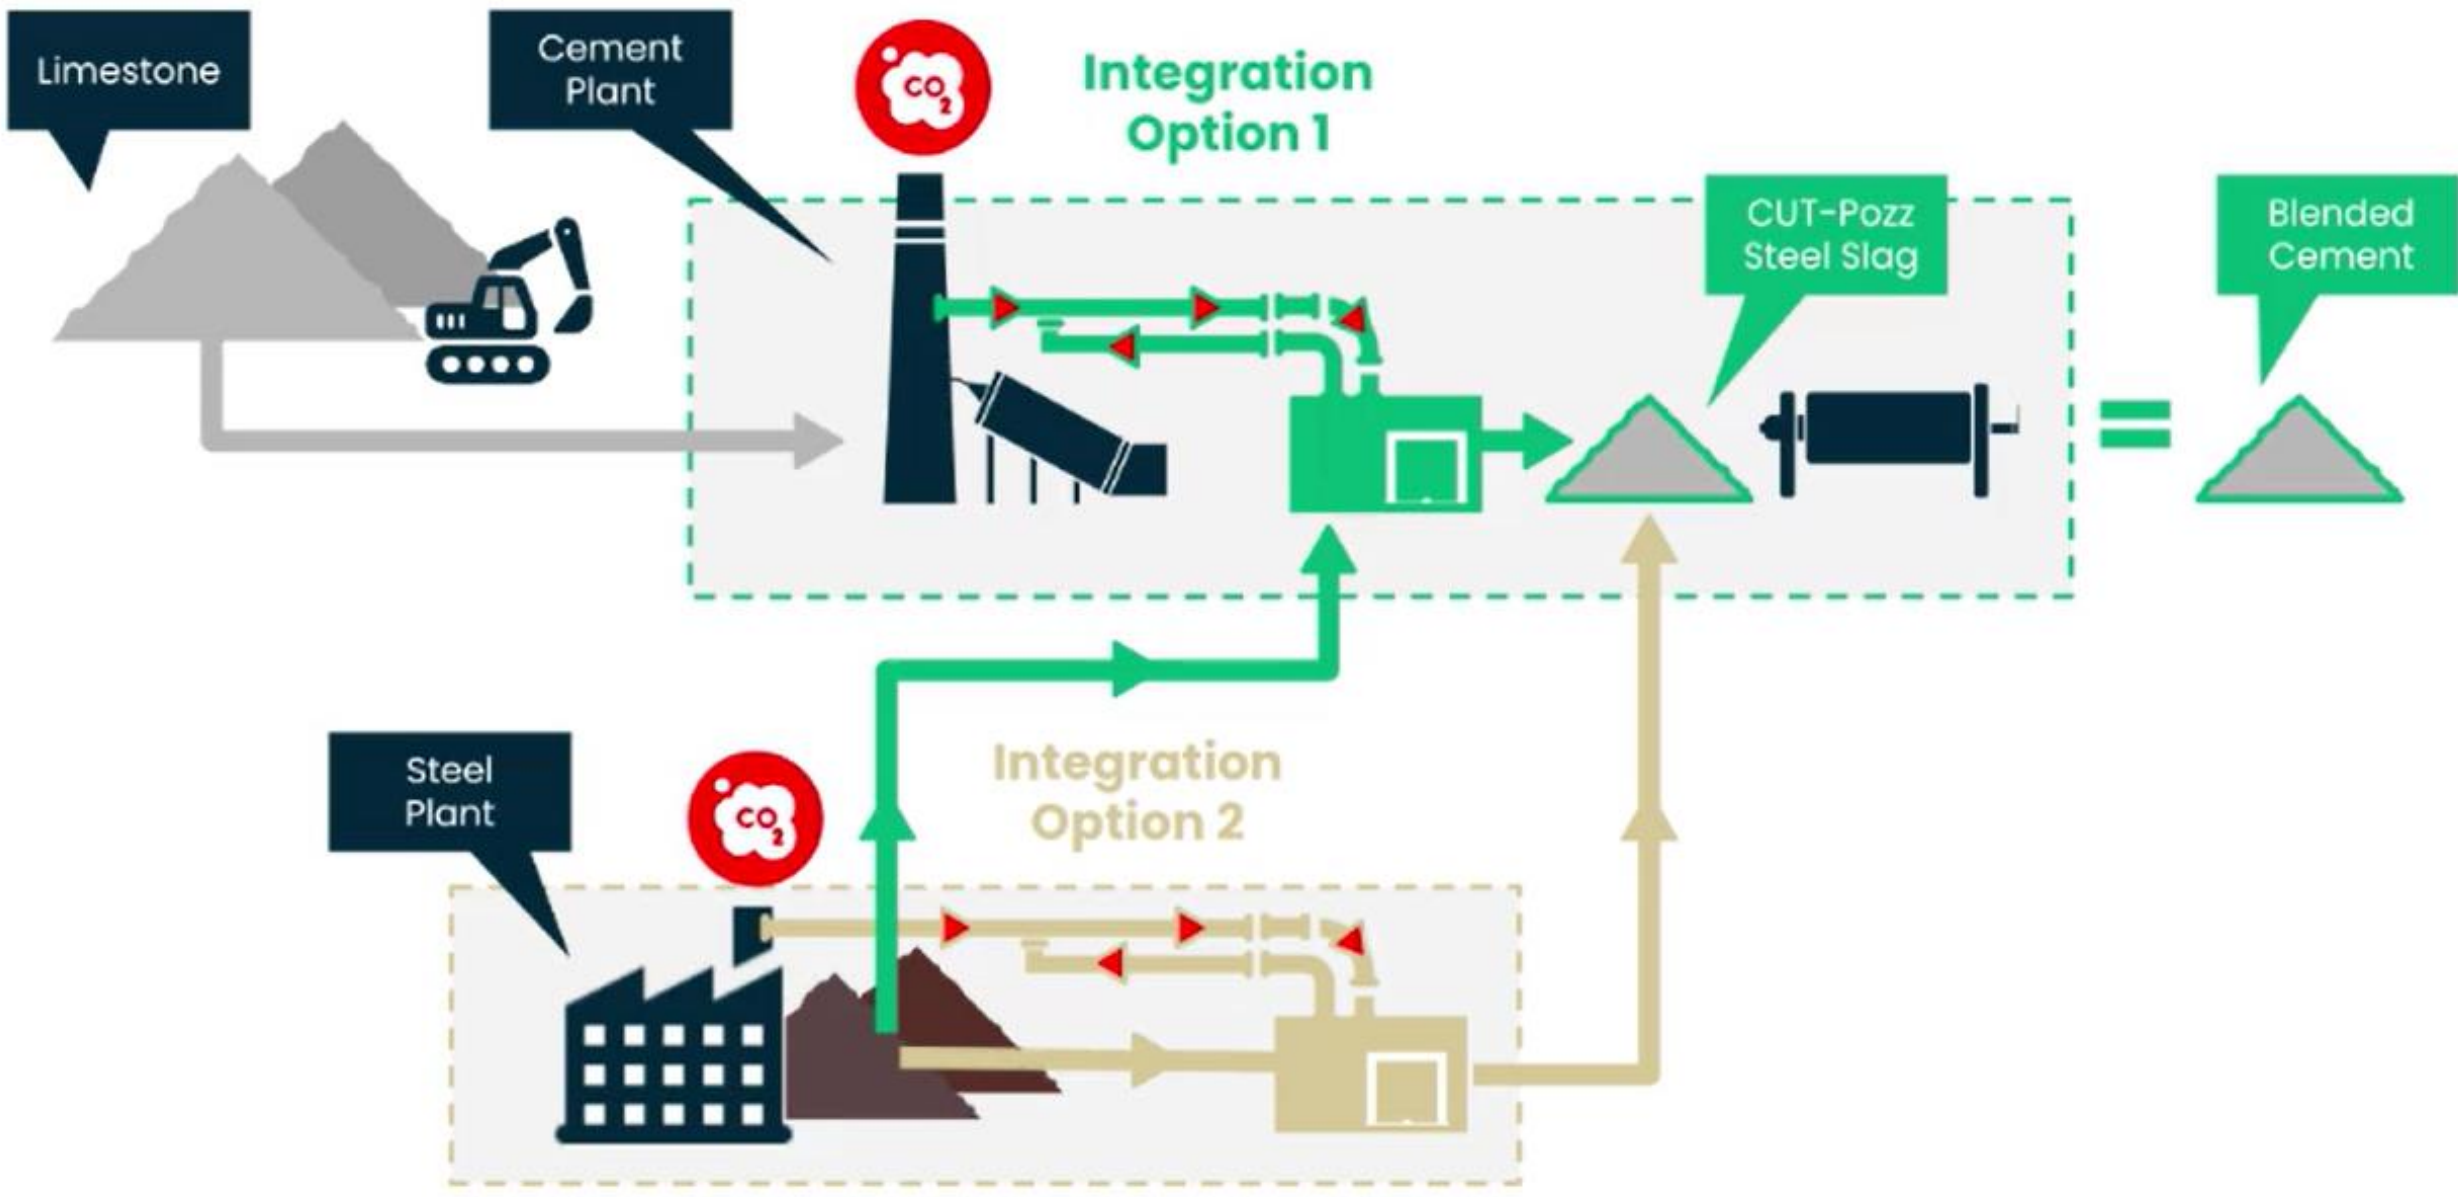 Limestone
Cement
Plant
CO2
Integration
Option 1
CUT-Pozz
Steel Slag
Blended
Cement
Steel
Plant
CO2
Integration
Option 2